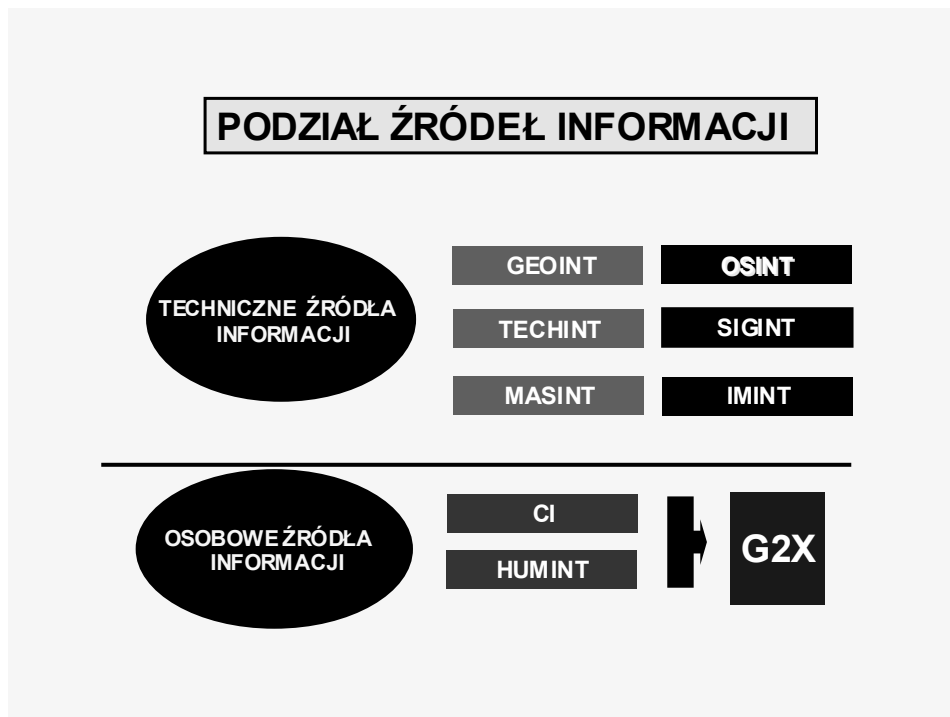 PODZIAŁ ŹRÓDEŁ INFORMACJI
TECHNICZNE ŹRÓDŁA
INFORMACJI
GEOINT
OSINT
TECHINT
SIGINT
MASINT
IMINT
OSOBOWE ŹRÓDŁA
INFORMACJI
CI
HUMINT
G2X